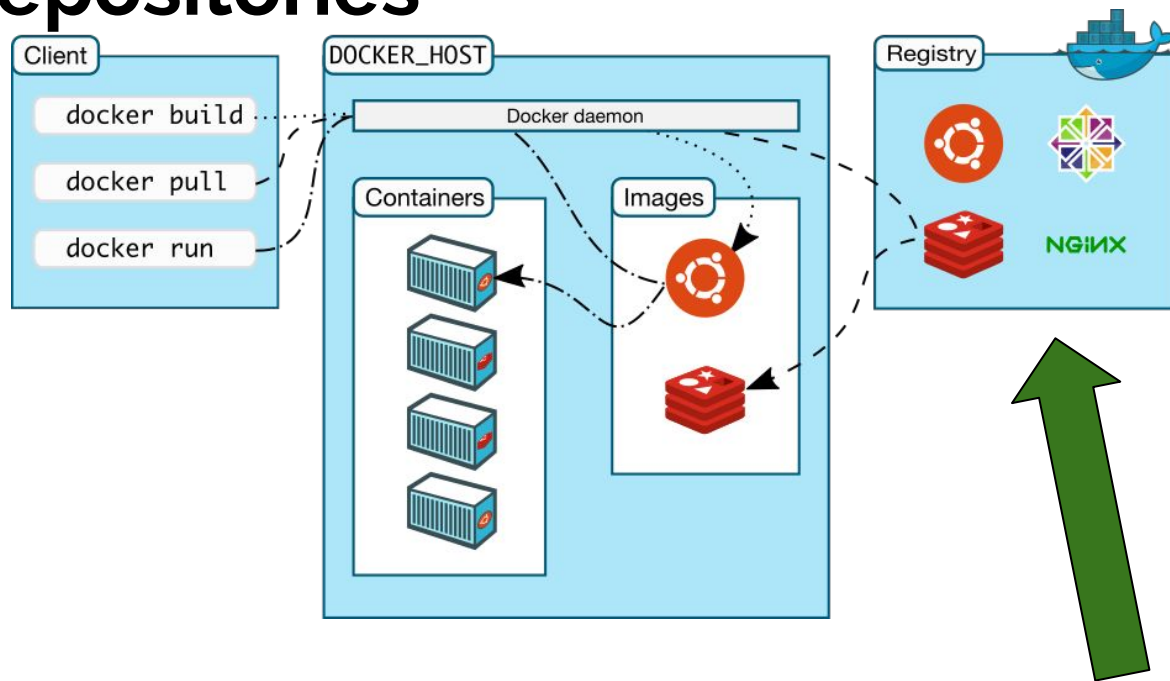 epositories
Client
docker build
docker pull
docker run
DOCKER_HOST
Docker daemon
Containers
Images
Registry
NGiNX